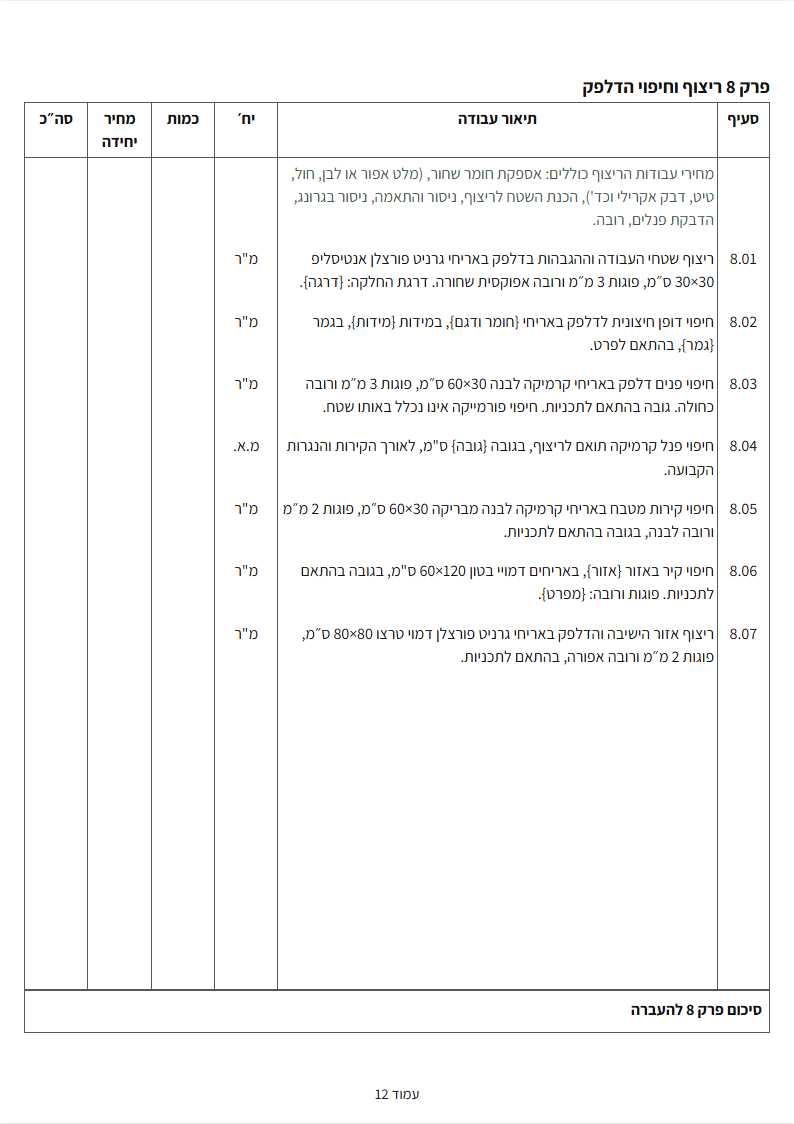 פרק 8 ריצוף וחיפוי הדלפק
סעיף תיאור עבודה יח׳ כמות מחיר יחידה סה״כ
מחירי עבודות הריצוף כוללים: אספקת חומר שחור, (מלט אפור או לבן, חול,
טיט, דבק אקרילי וכד'), הכנת השטח לריצוף, ניסור והתאמה, ניסור בגרונג,
הדבקת פנלים, רובה.
8.01 ריצוף שטחי העבודה וההגבהות בדלפק באריחי גרניט פורצלן אנטיסליפ מ"ר
30×30 ס״מ, פוגות 3 מ״מ ורובה אפוקסית שחורה. דרגת החלקה: {דרגה}.
8.02 חיפוי דופן חיצונית לדלפק באריחי {חומר ודגם}, במידות {מידות}, בגמר מ"ר
{גמר}, בהתאם לפרט.
8.03 חיפוי פנים דלפק באריחי קרמיקה לבנה 30×60 ס״מ, פוגות 3 מ״מ ורובה מ"ר
כחולה. גובה בהתאם לתכניות. חיפוי פורמייקה אינו נכלל באותו שטח.
8.04 חיפוי פנל קרמיקה תואם לריצוף, בגובה {גובה} ס"מ, לאורך הקירות והנגרות מ.א.
הקבועה.
8.05 חיפוי קירות מטבח באריחי קרמיקה לבנה מבריקה 30×60 ס״מ, פוגות 2 מ״מ מ"ר
ורובה לבנה, בגובה בהתאם לתכניות.
8.06 חיפוי קיר באזור {אזור}, באריחים דמויי בטון 120×60 ס"מ, בגובה בהתאם מ"ר
לתכניות. פוגות ורובה: {מפרט}.
8.07 ריצוף אזור הישיבה והדלפק באריחי גרניט פורצלן דמוי טרצו 80×80 ס״מ, מ"ר
פוגות 2 מ״מ ורובה אפורה, בהתאם לתכניות.
סיכום פרק 8 להעברה
עמוד 12